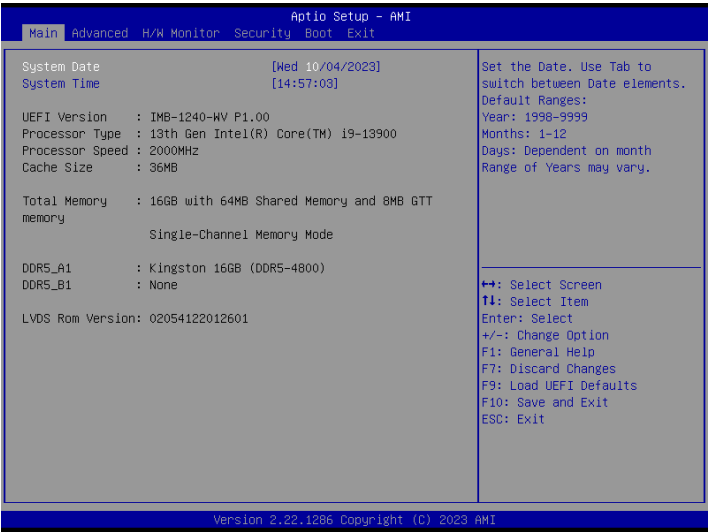 Aptio Setup - AMI
Main Advanced H/W Monitor Security Boot Exit
System Date [Wed 10/04/2023]
System Time [14:57:03]
UEFI Version : IMB-1240-WV P1.00
Processor Type : 13th Gen Intel(R) Core(TM) i9-13900
Processor Speed : 2000MHz
Cache Size : 36MB
Total Memory : 16GB with 64MB Shared Memory and 8MB GTT
memory
Single-Channel Memory Mode
DDR5_A1 : Kingston 16GB (DDR5-4800)
DDR5_B1 : None
LVDS Rom Version: 02054122012601
Set the Date. Use Tab to
switch between Date elements.
Default Ranges:
Year: 1998-9999
Months: 1-12
Days: Dependent on month
Range of Years may vary.
↔: Select Screen
↑↓: Select Item
Enter: Select
+/-: Change Option
F1: General Help
F7: Discard Changes
F9: Load UEFI Defaults
F10: Save and Exit
ESC: Exit
Version 2.22.1286 Copyright (C) 2023 AMI